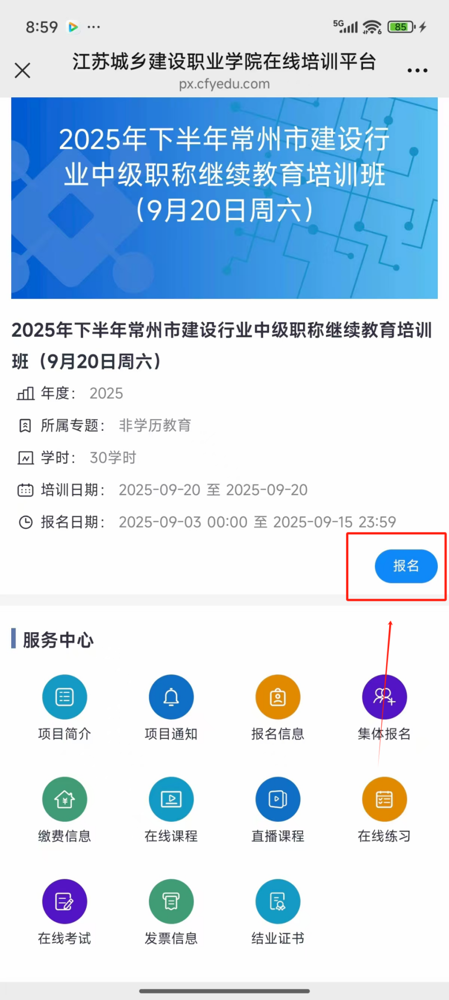 8:59 ... 5G 6 85
江苏城乡建设职业学院在线培训平台
px.cfyedu.com
2025年下半年常州市建设行
业中级职称继续教育培训班
（9月20日周六）
2025年下半年常州市建设行业中级职称继续教育培训
班（9月20日周六）
年度： 2025
所属专题： 非学历教育
学时： 30学时
培训日期： 2025-09-20 至 2025-09-20
报名日期： 2025-09-03 00:00 至 2025-09-15 23:59
报名
服务中心
项目简介 项目通知 报名信息 集体报名
缴费信息 在线课程 直播课程 在线练习
在线考试 发票信息 结业证书